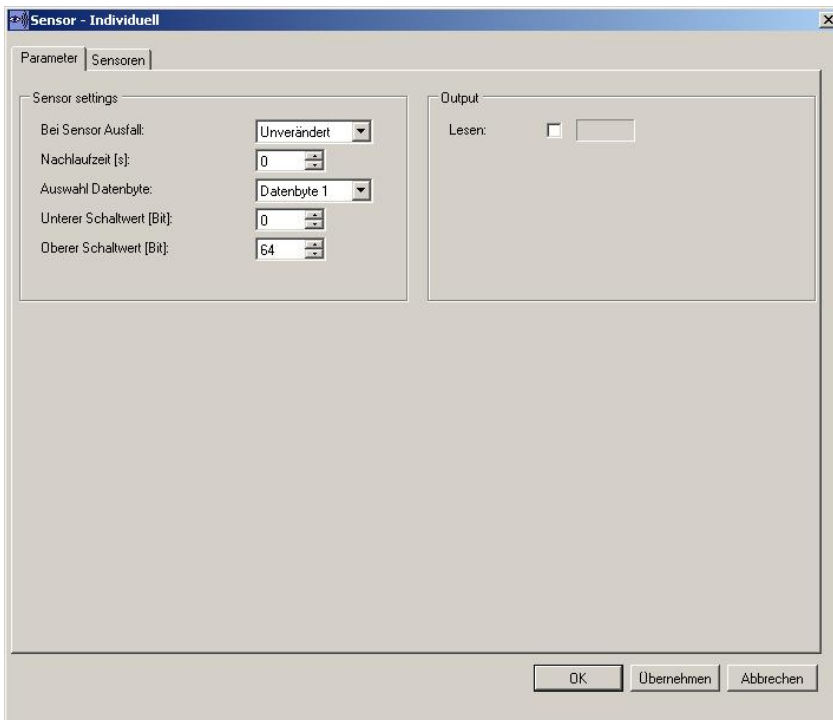 Sensor - Individuell
Parameter
Sensoren
Sensor settings
Bei Sensor Ausfall: Unverändert
Nachlaufzeit [s]: 0
Auswahl Datenbyte: Datenbyte 1
Unterer Schaltwert [Bit]: 0
Oberer Schaltwert [Bit]: 64
Output
Lesen:
OK Übernehmen Abbrechen